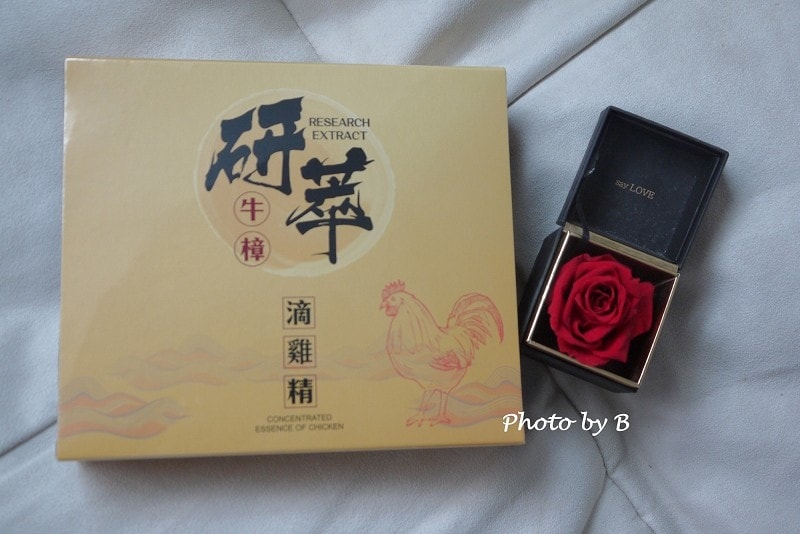 研萃
RESEARCH
EXTRACT
牛樟
滴雞精
CONCENTRATED
ESSENCE OF CHICKEN
say LOVE
Photo by B